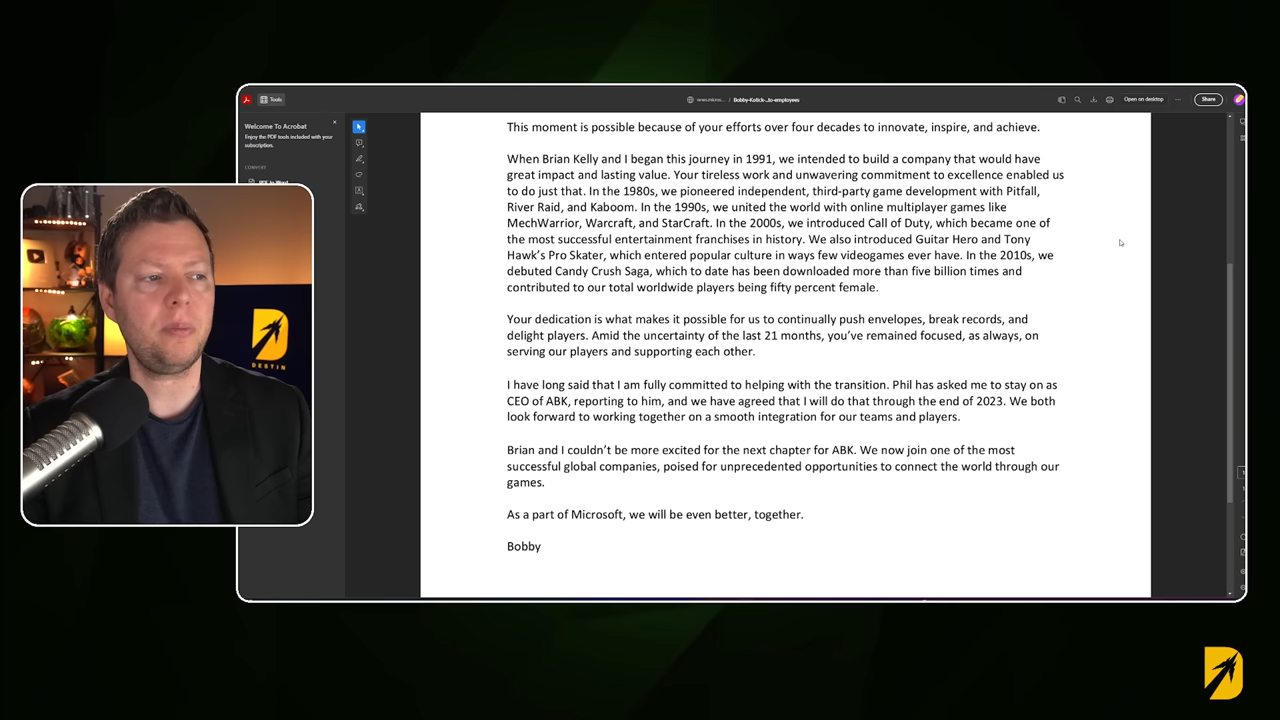 Tools
Bobby-Kotick-...to-employees
Open on desktop
Share
Welcome To Acrobat
Enjoy the PDF tools included with your
subscription.
CONVERT
This moment is possible because of your efforts over four decades to innovate, inspire, and achieve.
When Brian Kelly and I began this journey in 1991, we intended to build a company that would have
great impact and lasting value. Your tireless work and unwavering commitment to excellence enabled us
to do just that. In the 1980s, we pioneered independent, third-party game development with Pitfall,
River Raid, and Kaboom. In the 1990s, we united the world with online multiplayer games like
MechWarrior, Warcraft, and StarCraft. In the 2000s, we introduced Call of Duty, which became one of
the most successful entertainment franchises in history. We also introduced Guitar Hero and Tony
Hawk’s Pro Skater, which entered popular culture in ways few videogames ever have. In the 2010s, we
debuted Candy Crush Saga, which to date has been downloaded more than five billion times and
contributed to our total worldwide players being fifty percent female.
Your dedication is what makes it possible for us to continually push envelopes, break records, and
delight players. Amid the uncertainty of the last 21 months, you’ve remained focused, as always, on
serving our players and supporting each other.
I have long said that I am fully committed to helping with the transition. Phil has asked me to stay on as
CEO of ABK, reporting to him, and we have agreed that I will do that through the end of 2023. We both
look forward to working together on a smooth integration for our teams and players.
Brian and I couldn’t be more excited for the next chapter for ABK. We now join one of the most
successful global companies, poised for unprecedented opportunities to connect the world through our
games.
As a part of Microsoft, we will be even better, together.
Bobby
DESTIN